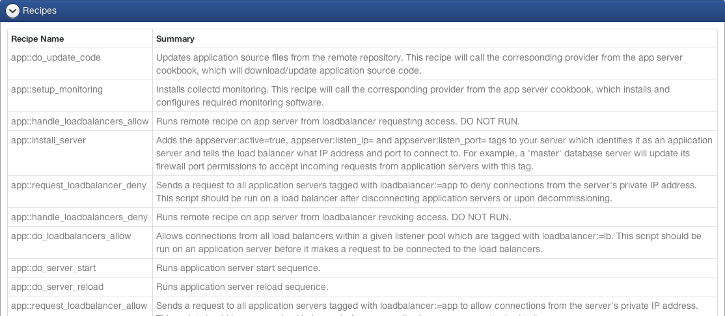 Recipes
Recipe Name Summary
app::do_update_code Updates application source files from the remote repository. This recipe will call the corresponding provider from the app server
cookbook, which will download/update application source code.
app::setup_monitoring Installs collectd monitoring. This recipe will call the corresponding provider from the app server cookbook, which installs and
configures required monitoring software.
app::handle_loadbalancers_allow Runs remote recipe on app server from loadbalancer requesting access. DO NOT RUN.
app::install_server Adds the appserver:active=true, appserver:listen_ip= and appserver:listen_port= tags to your server which identifies it as an application
server and tells the load balancer what IP address and port to connect to. For example, a 'master' database server will update its
firewall port permissions to accept incoming requests from application servers with this tag.
app::request_loadbalancer_deny Sends a request to all application servers tagged with loadbalancer:=app to deny connections from the server's private IP address.
This script should be run on a load balancer after disconnecting application servers or upon decommissioning.
app::handle_loadbalancers_deny Runs remote recipe on app server from loadbalancer revoking access. DO NOT RUN.
app::do_loadbalancers_allow Allows connections from all load balancers within a given listener pool which are tagged with loadbalancer:=lb. This script should be
run on an application server before it makes a request to be connected to the load balancers.
app::do_server_start Runs application server start sequence.
app::do_server_reload Runs application server reload sequence.
app::request_loadbalancer_allow Sends a request to all application servers tagged with loadbalancer:=app to allow connections from the server's private IP address.